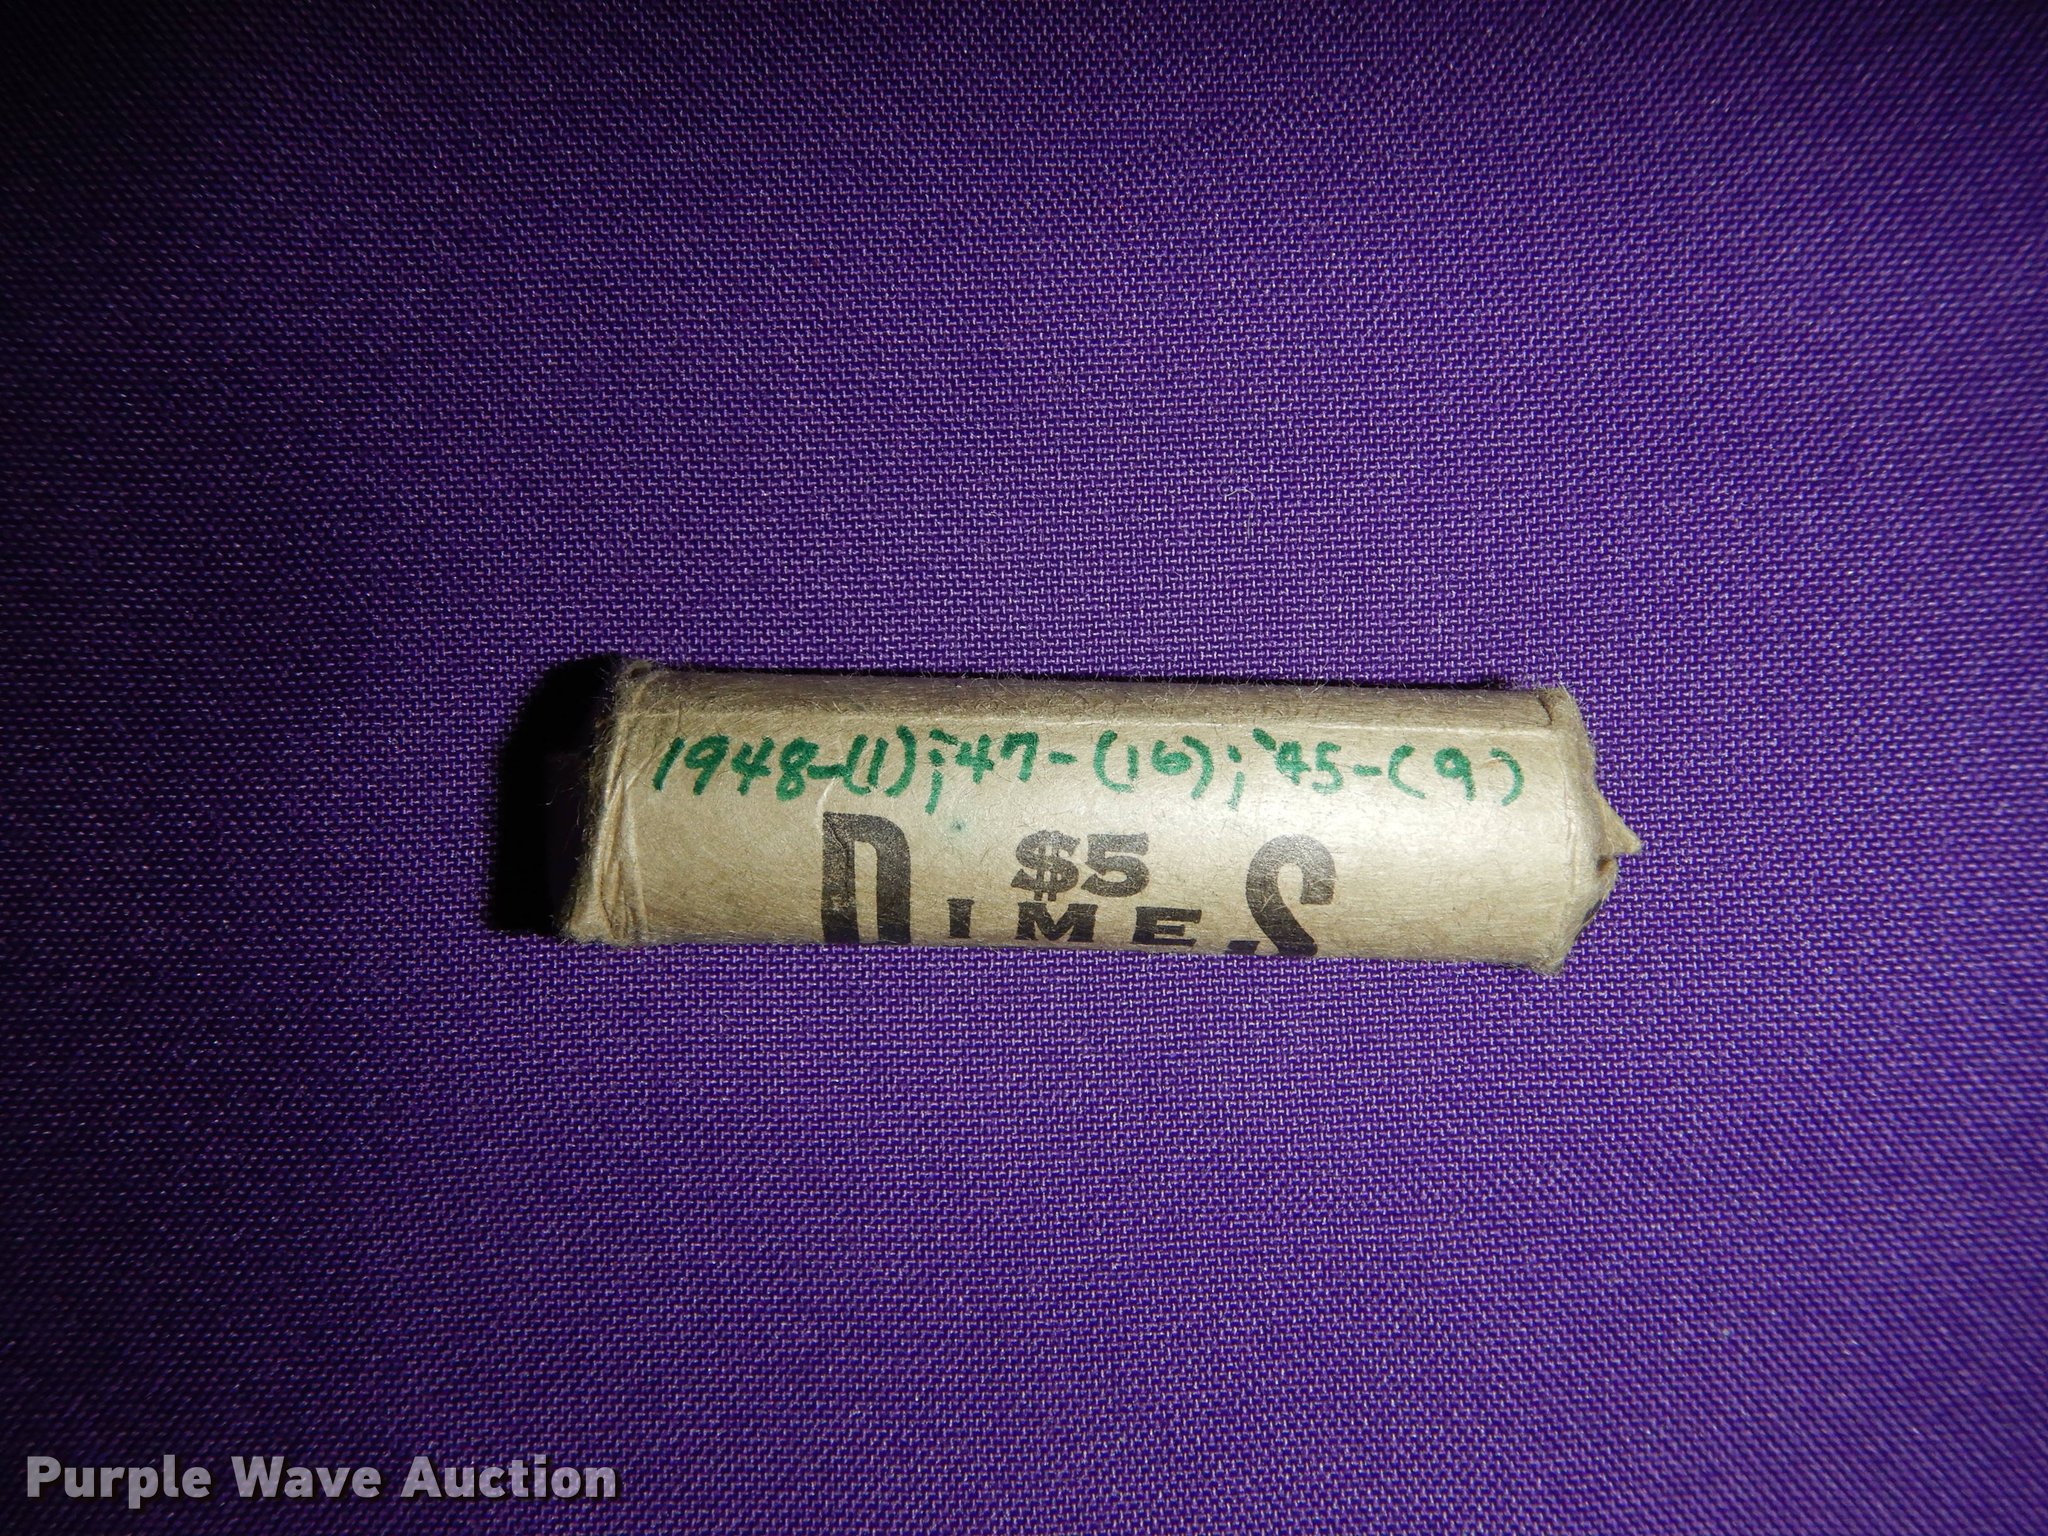 1948-(1); '47-(16); '45-(9)
$5
DIMES
Purple Wave Auction